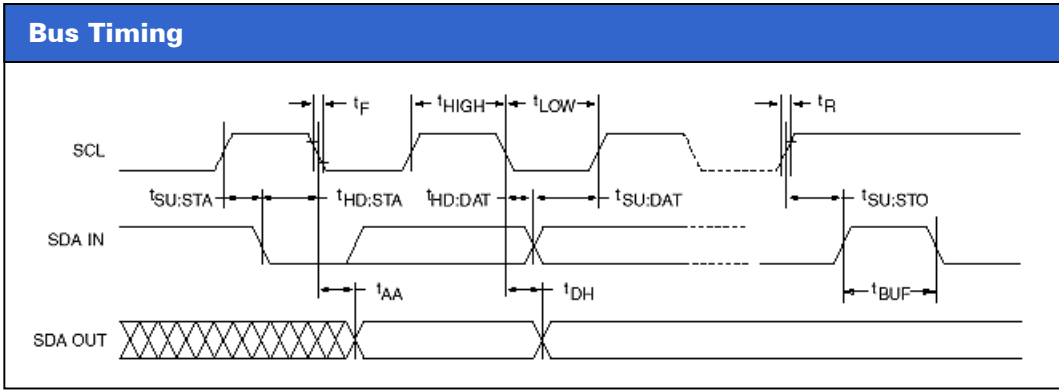 Bus Timing
tF tHIGH tLOW tR
SCL
tSU:STA tHD:STA tHD:DAT tSU:DAT tSU:STO
SDA IN
tAA tDH tBUF
SDA OUT